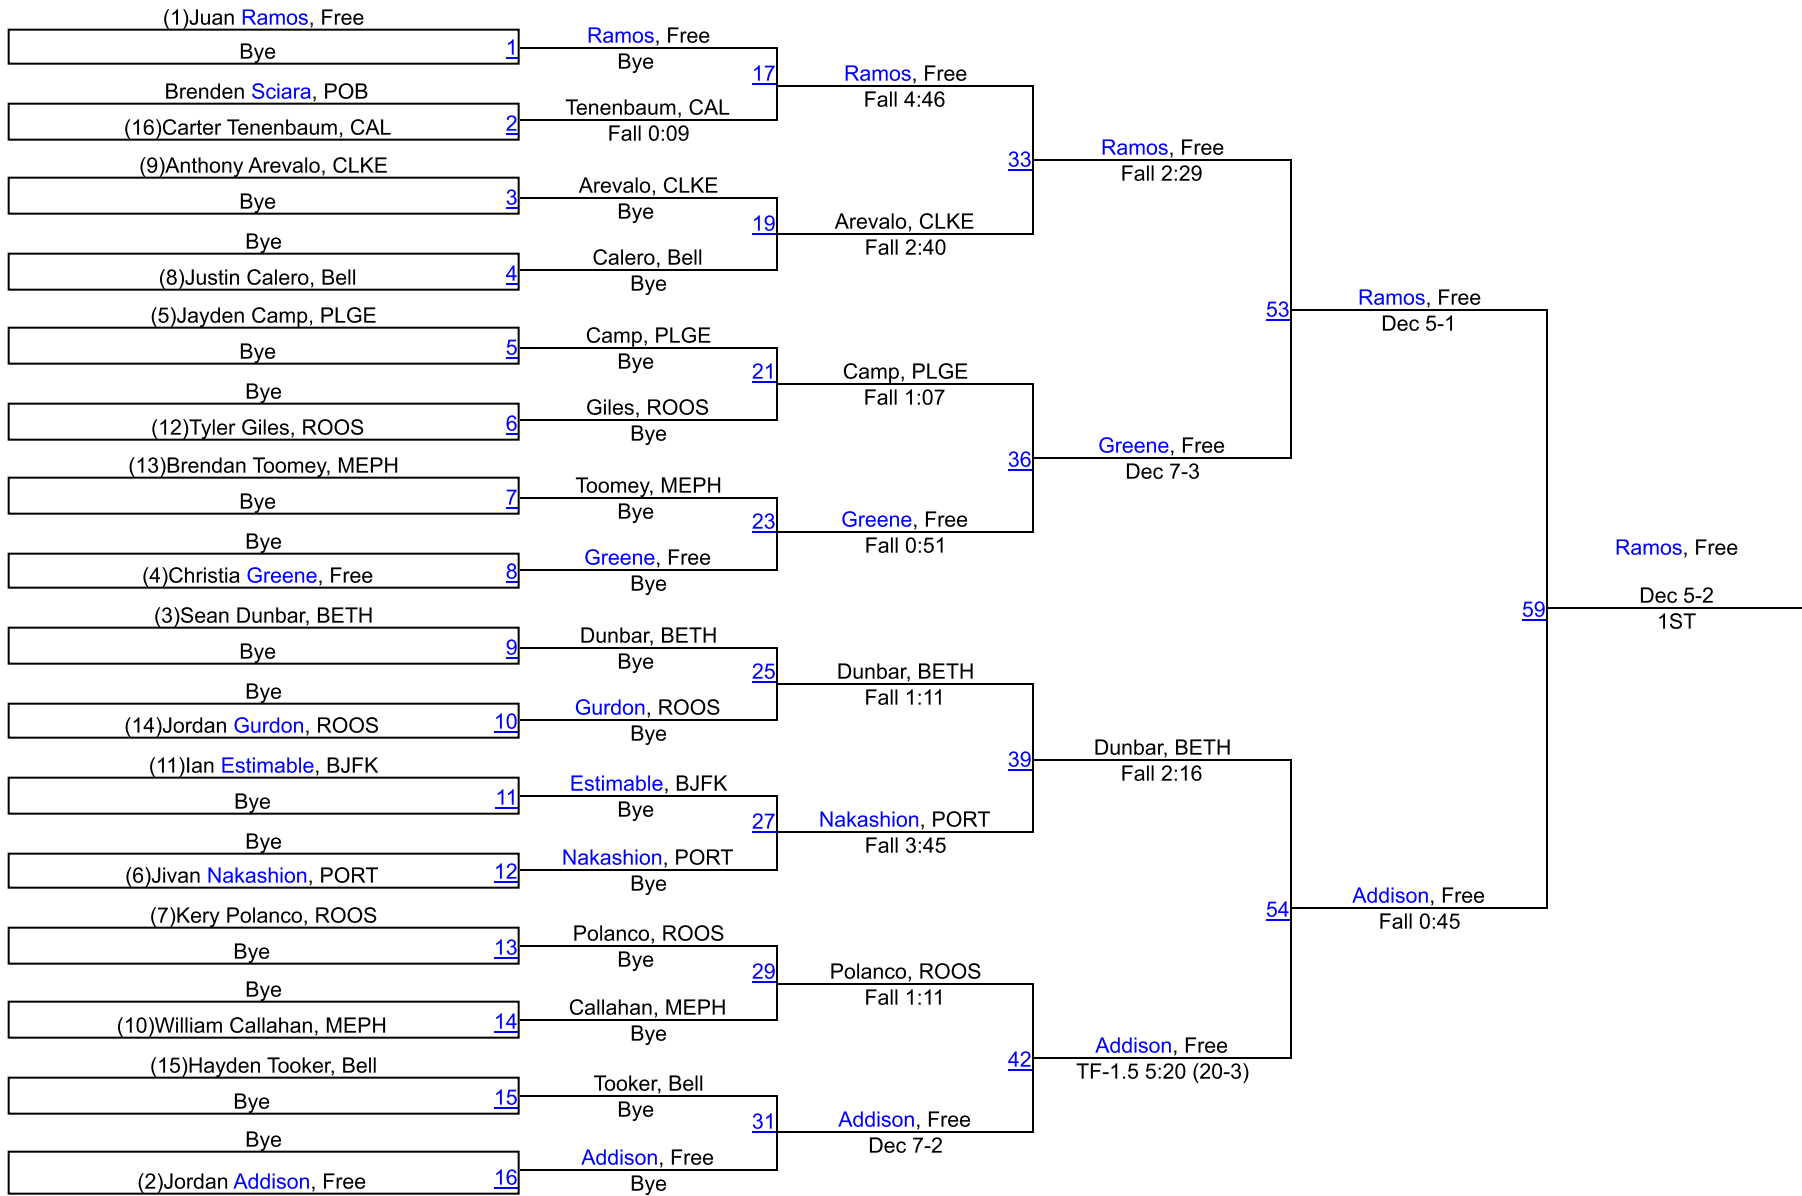 (1)Juan Ramos, Free
Bye
1
Brenden Sciara, POB
(16)Carter Tenenbaum, CAL
2
(9)Anthony Arevalo, CLKE
Bye
3
Bye
(8)Justin Calero, Bell
4
(5)Jayden Camp, PLGE
Bye
5
Bye
(12)Tyler Giles, ROOS
6
(13)Brendan Toomey, MEPH
Bye
7
Bye
(4)Christia Greene, Free
8
(3)Sean Dunbar, BETH
Bye
9
Bye
(14)Jordan Gurdon, ROOS
10
(11)Ian Estimable, BJFK
Bye
11
Bye
(6)Jivan Nakashion, PORT
12
(7)Kery Polanco, ROOS
Bye
13
Bye
(10)William Callahan, MEPH
14
(15)Hayden Tooker, Bell
Bye
15
Bye
(2)Jordan Addison, Free
16
Ramos, Free
Bye
17
Tenenbaum, CAL
Fall 0:09
Arevalo, CLKE
Bye
19
Calero, Bell
Bye
Camp, PLGE
Bye
21
Giles, ROOS
Bye
Toomey, MEPH
Bye
23
Greene, Free
Bye
Dunbar, BETH
Bye
25
Gurdon, ROOS
Bye
Estimable, BJFK
Bye
27
Nakashion, PORT
Bye
Polanco, ROOS
Bye
29
Callahan, MEPH
Bye
Tooker, Bell
Bye
31
Addison, Free
Bye
Ramos, Free
Fall 4:46
33
Arevalo, CLKE
Fall 2:40
Camp, PLGE
Fall 1:07
36
Greene, Free
Fall 0:51
Dunbar, BETH
Fall 1:11
39
Nakashion, PORT
Fall 3:45
Polanco, ROOS
Fall 1:11
42
Addison, Free
Dec 7-2
Ramos, Free
Fall 2:29
53
Greene, Free
Dec 7-3
Dunbar, BETH
Fall 2:16
54
Addison, Free
TF-1.5 5:20 (20-3)
Ramos, Free
Dec 5-1
59
Addison, Free
Fall 0:45
Ramos, Free
Dec 5-2
1ST